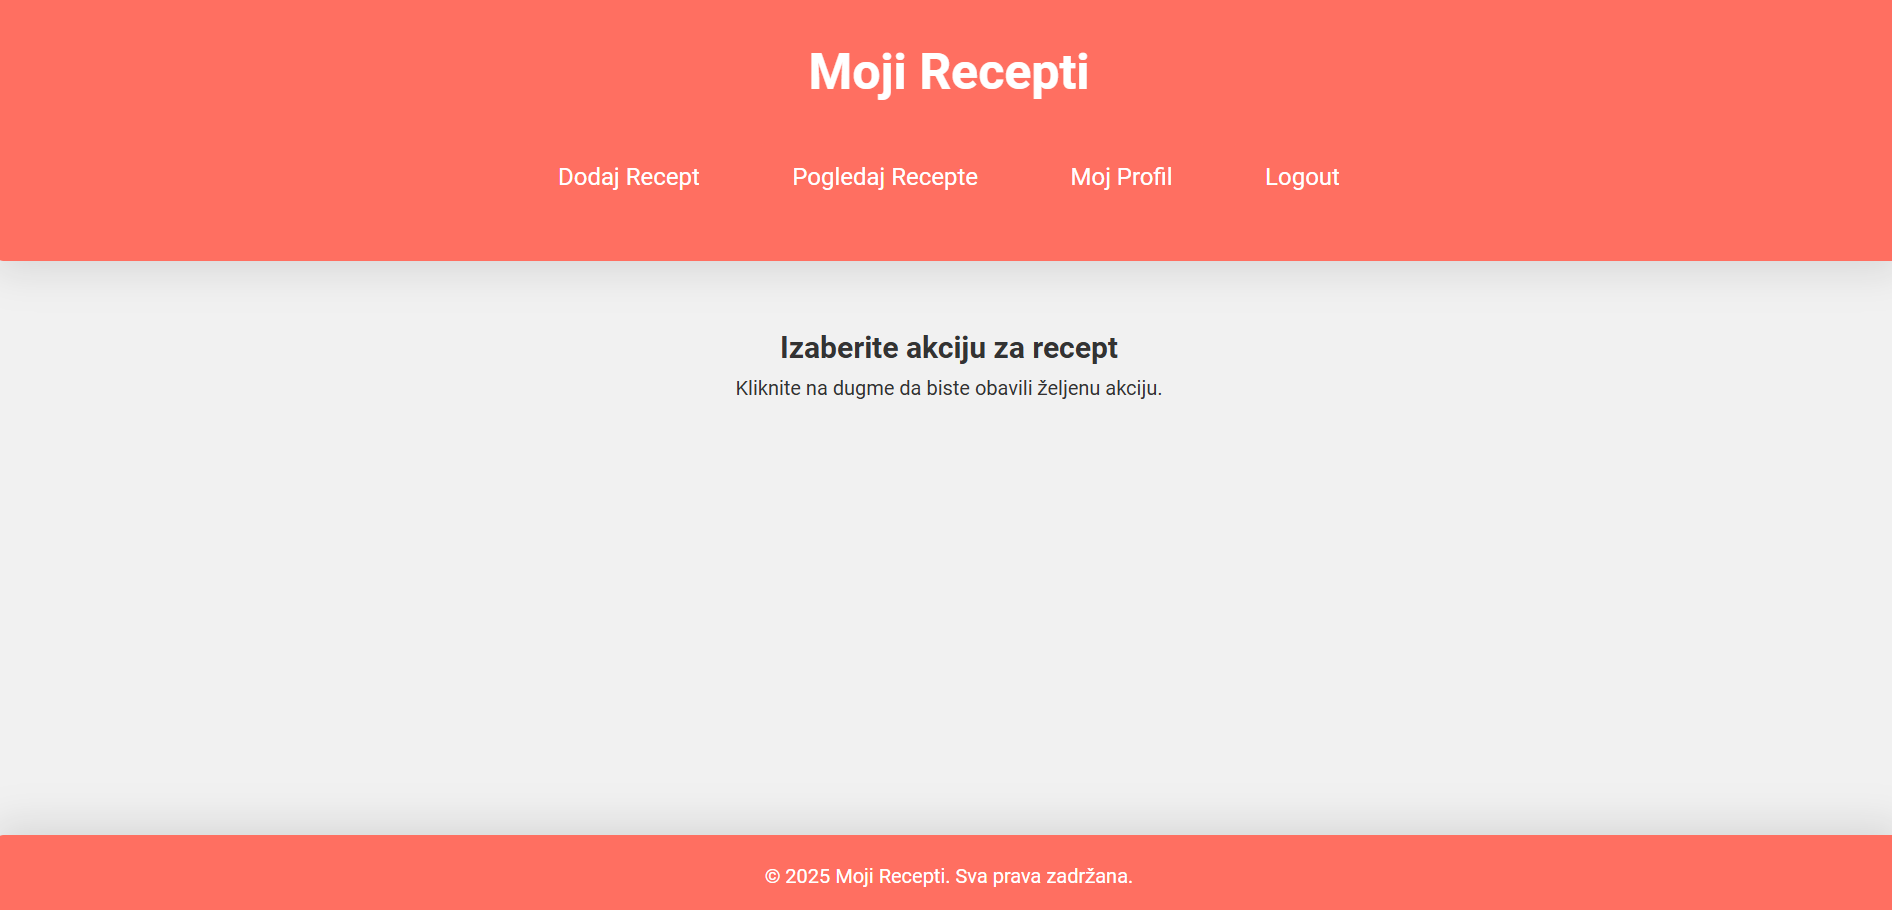 Moji Recepti
Dodaj Recept Pogledaj Recepte Moj Profil Logout
Izaberite akciju za recept
Kliknite na dugme da biste obavili željenu akciju.
© 2025 Moji Recepti. Sva prava zadržana.